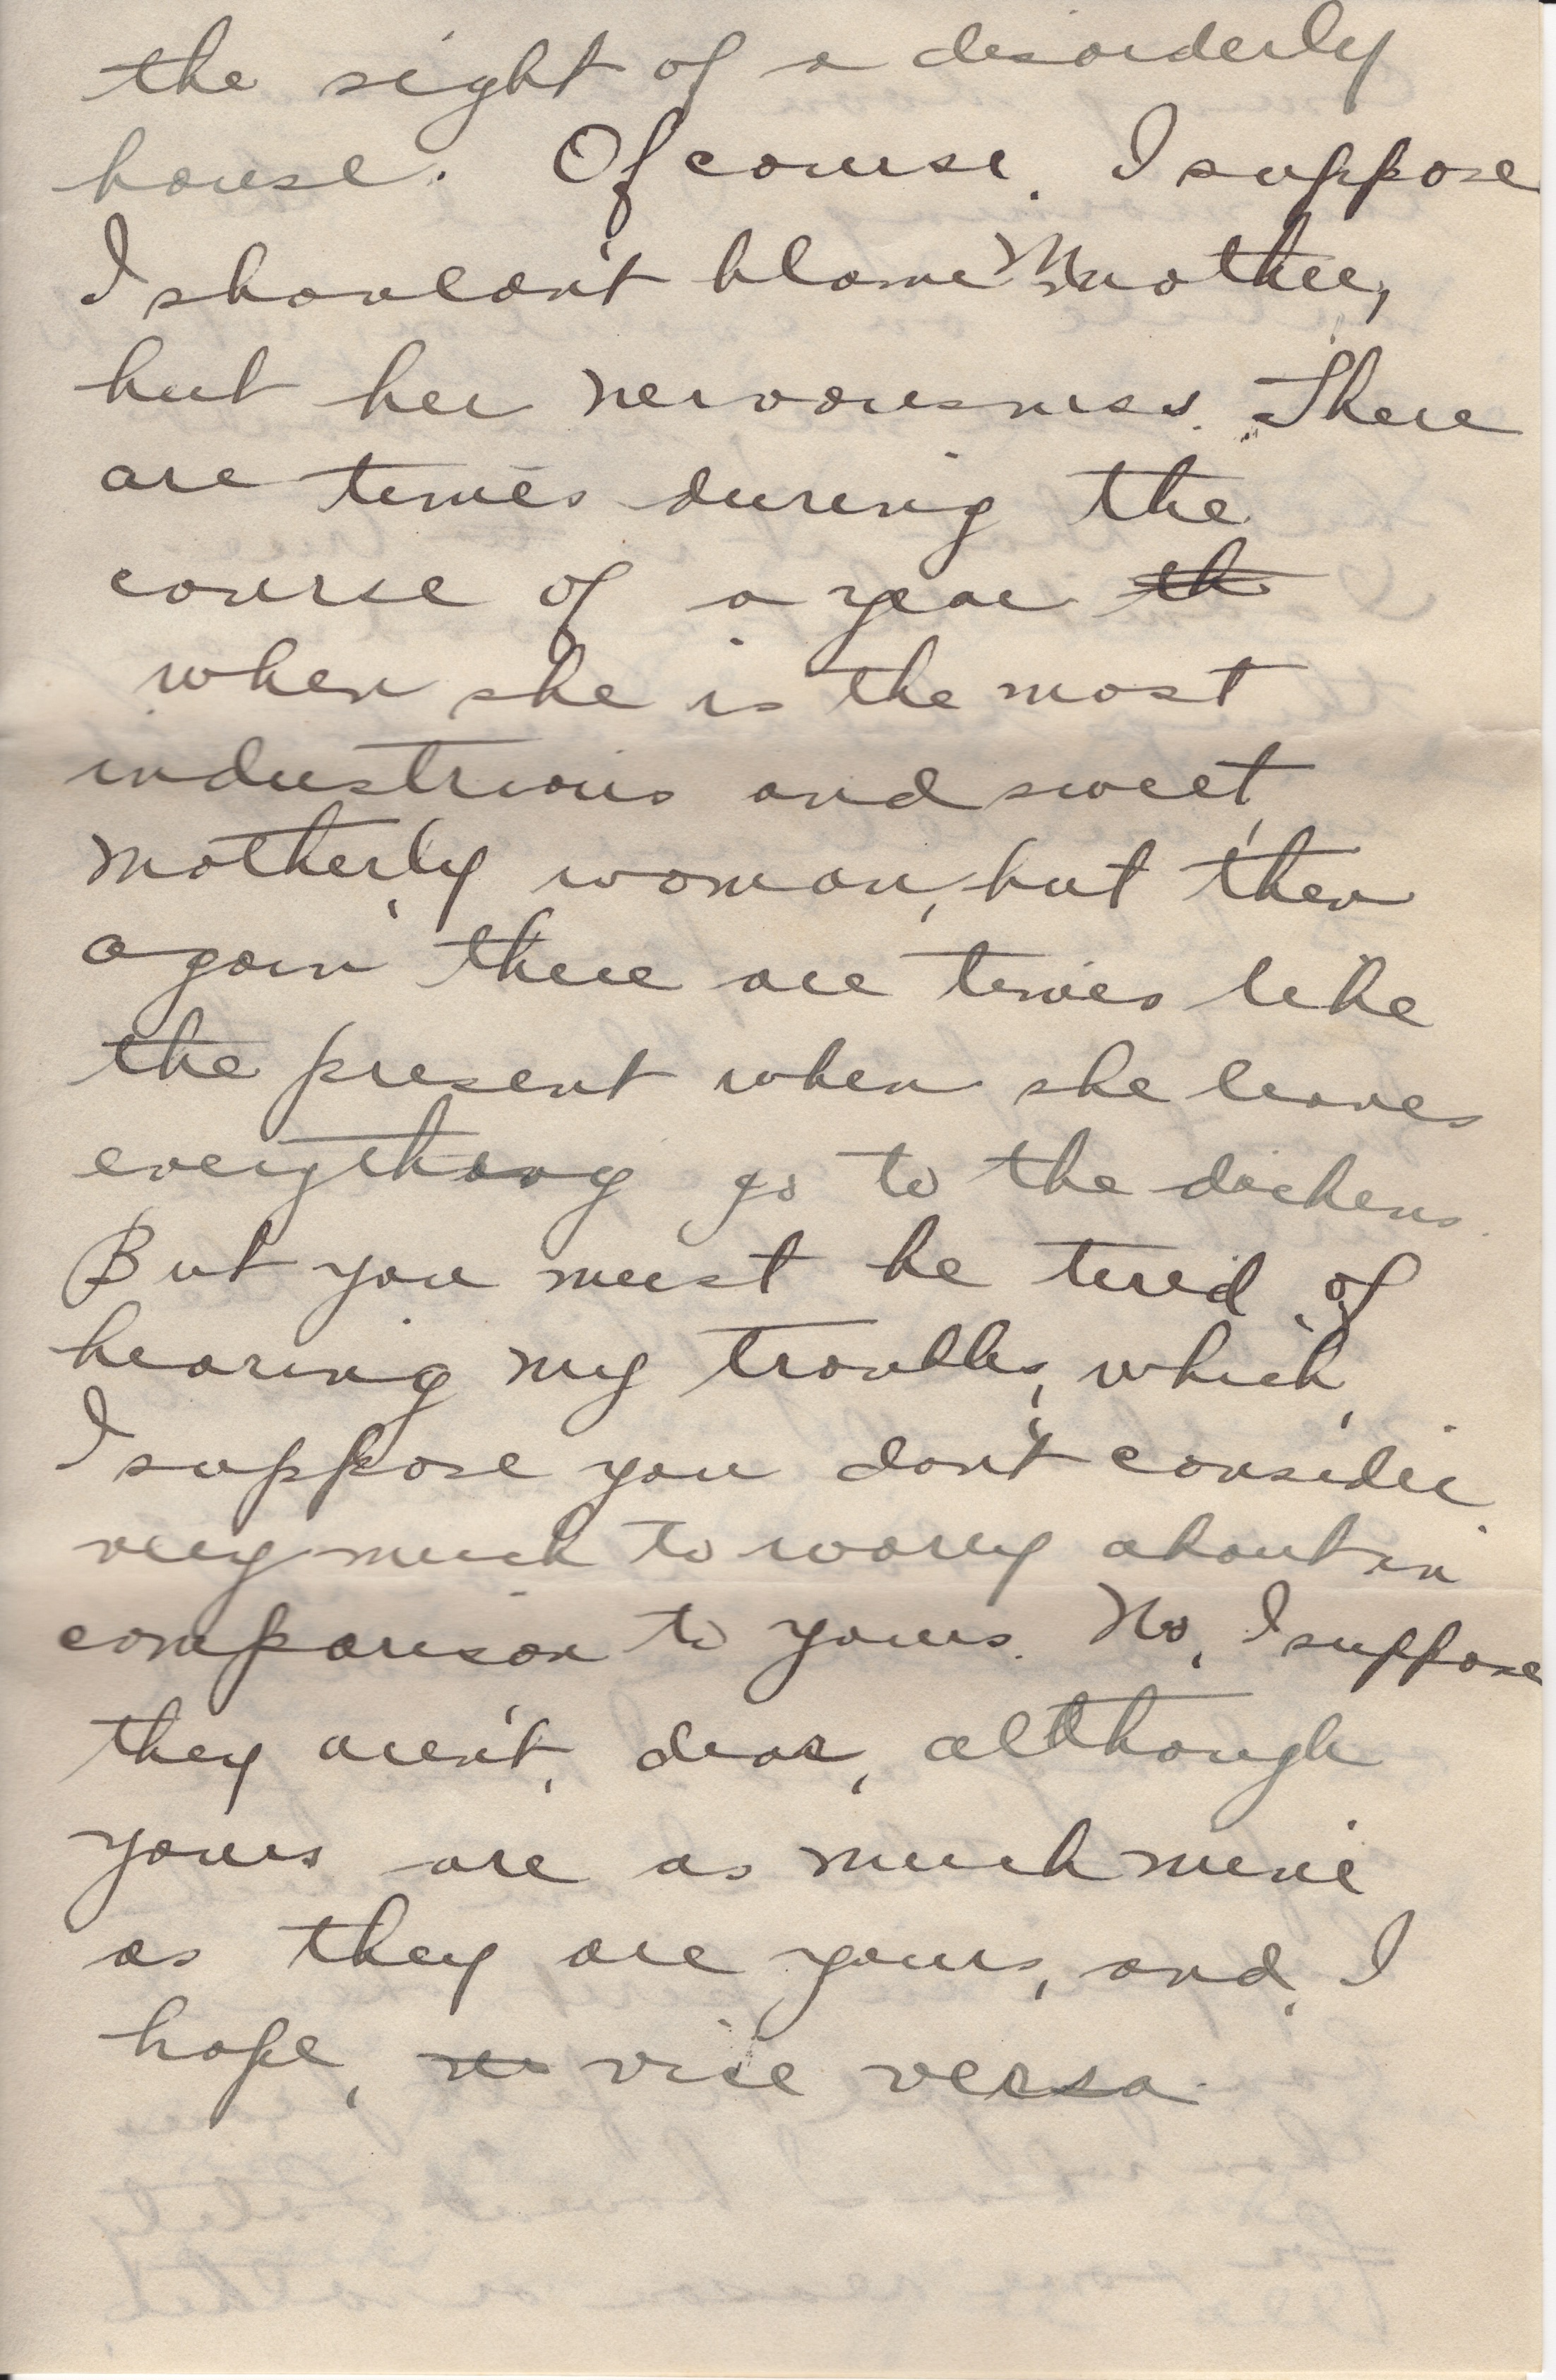 the sight of a disorderly
house. Of course. I suppose
I shouldn't blame Mother,
but her nervousness. There
are times during the
course of a year th
when she is the most
industrious and sweet,
motherly woman, but then
again there are times like
the present when she leaves
everything go to the dickens.
But you must be tired of
hearing my troubles, which,
I suppose you don't consider
very much to worry about in
comparison to yours. No, I suppose
they aren't, dear, although
yours are as much mine
as they are yours, and, I
hope, vice versa.